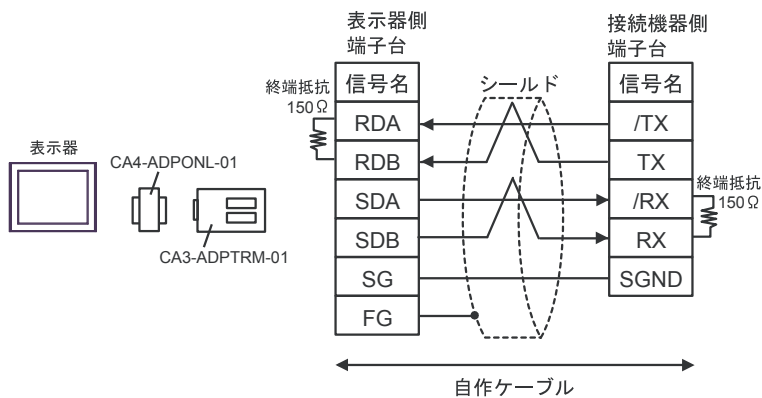 表示器側
端子台
接続機器側
端子台
信号名
シールド
信号名
終端抵抗
150Ω
RDA
/TX
RDB
TX
表示器
CA4-ADPONL-01
SDA
/RX
終端抵抗
150Ω
SDB
RX
CA3-ADPTRM-01
SG
SGND
FG
自作ケーブル